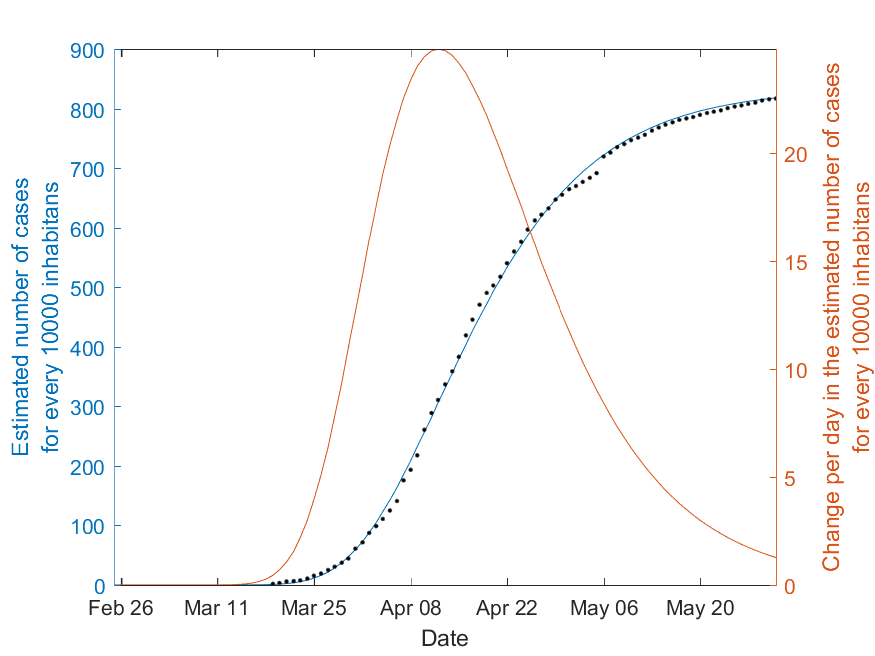 900
800
700
600
500
400
300
200
100
0
Estimated number of cases
for every 10000 inhabitans
20
15
10
5
0
Change per day in the estimated number of cases
for every 10000 inhabitans
Feb 26 Mar 11 Mar 25 Apr 08 Apr 22 May 06 May 20
Date